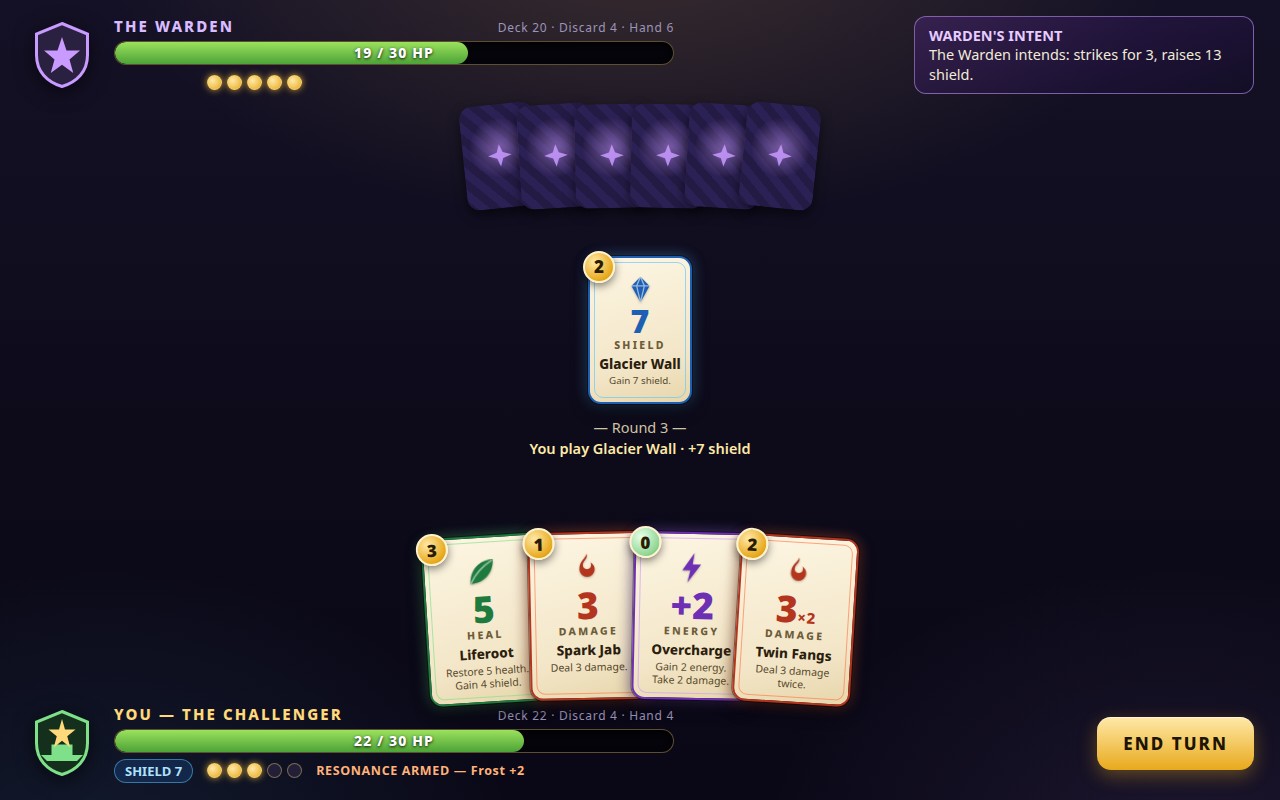 THE WARDEN
Deck 20 · Discard 4 · Hand 6
19 / 30 HP
WARDEN'S INTENT
The Warden intends: strikes for 3, raises 13
shield.
2
7
SHIELD
Glacier Wall
Gain 7 shield.
— Round 3 —
You play Glacier Wall · +7 shield
3
5
HEAL
Liferoot
Restore 5 health.
Gain 4 shield.
1
3
DAMAGE
Spark Jab
Deal 3 damage.
0
+2
ENERGY
Overcharge
Gain 2 energy.
Take 2 damage.
2
3×2
DAMAGE
Twin Fangs
Deal 3 damage
twice.
YOU — THE CHALLENGER
Deck 22 · Discard 4 · Hand 4
22 / 30 HP
SHIELD 7
RESONANCE ARMED — Frost +2
END TURN